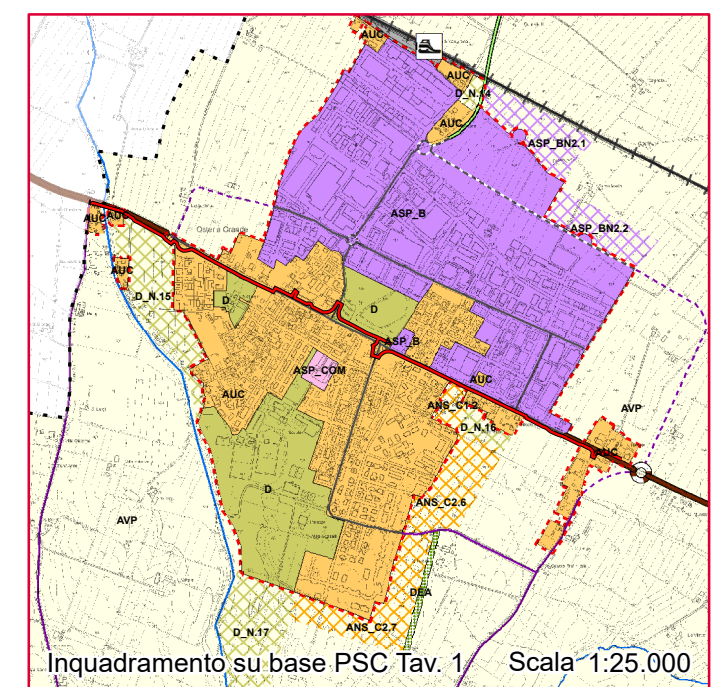 AUC
AUC
D_N.14
AUC
ASP_BN2.1
ASP_B
ASP_BN2.2
AUC
AUC
Osteria Grande
AUC
D_N.15
D
D
ASP_B
ASP_COM
AUC
AUC
ANS_C1.2
AVP
D_N.16
AUC
D
ANS_C2.6
AVP
DEA
D_N.17
ANS_C2.7
Inquadramento su base PSC Tav. 1 Scala 1:25.000